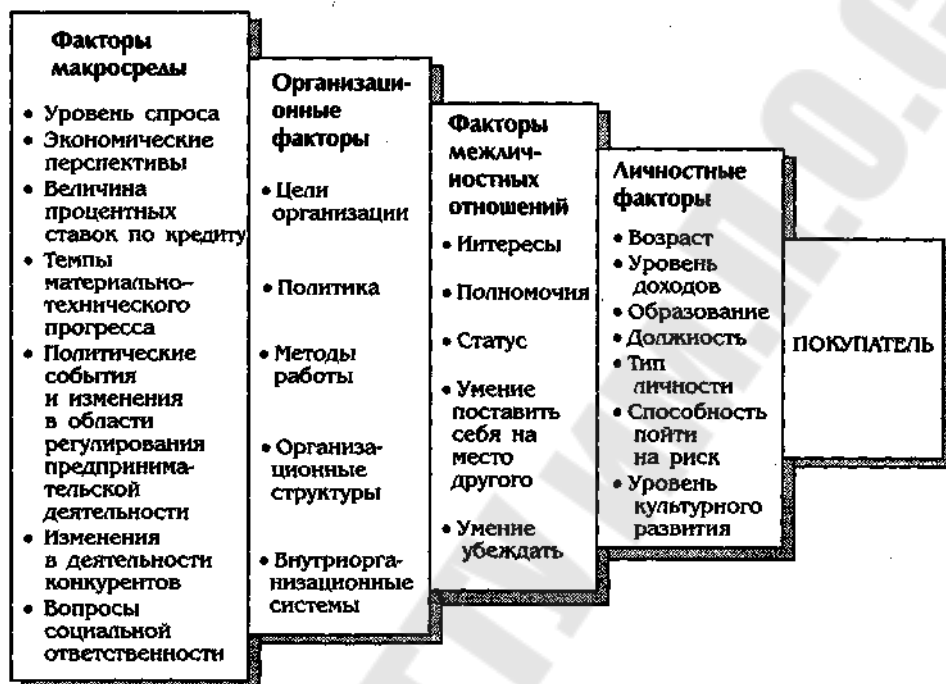 Факторы
макросреды
• Уровень спроса
• Экономические
перспективы
• Величина
процентных
ставок по кредиту
• Темпы
материально-
технического
прогресса
• Политические
события
и изменения
в области
регулирования
предпринима-
тельской
деятельности
• Изменения
в деятельности
конкурентов
• Вопросы
социальной
ответственности
Организаци-
онные
факторы
• Цели
организации
• Политика
• Методы
работы
• Организа-
ционные
структуры
• Внутриорга-
низационные
системы
Факторы
межлич-
ностных
отношений
• Интересы
• Полномочия
• Статус
• Умение
поставить
себя на
место
другого
• Умение
убеждать
Личностные
факторы
• Возраст
• Уровень
доходов
• Образование
• Должность
• Тип
личности
• Способность
пойти
на риск
• Уровень
культурного
развития
ПОКУПАТЕЛЬ